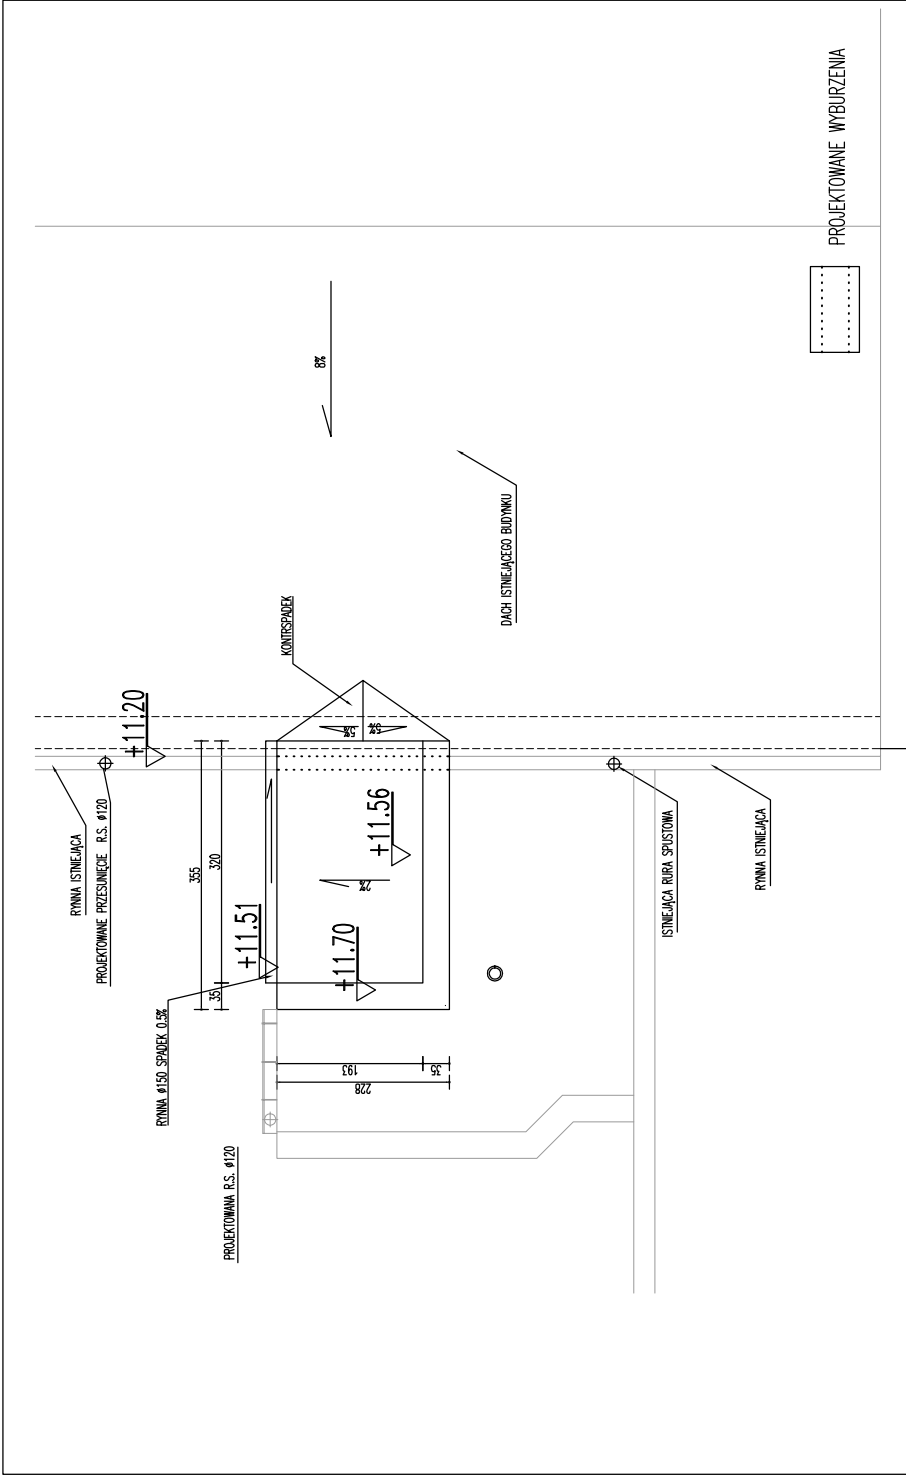 RYNNA ISTNIEJĄCA
PROJEKTOWANE PRZESUNIĘCIE R.S. ø120
+11.20
RYNNA ø150 SPADEK 0.5%
355
35
320
PROJEKTOWANA R.S. ø120
+11.51
KONTRSPADEK
8%
+11.70
2%
+11.56
5%
5%
193
35
228
DACH ISTNIEJĄCEGO BUDYNKU
ISTNIEJĄCA RURA SPUSTOWA
RYNNA ISTNIEJĄCA
PROJEKTOWANE WYBURZENIA